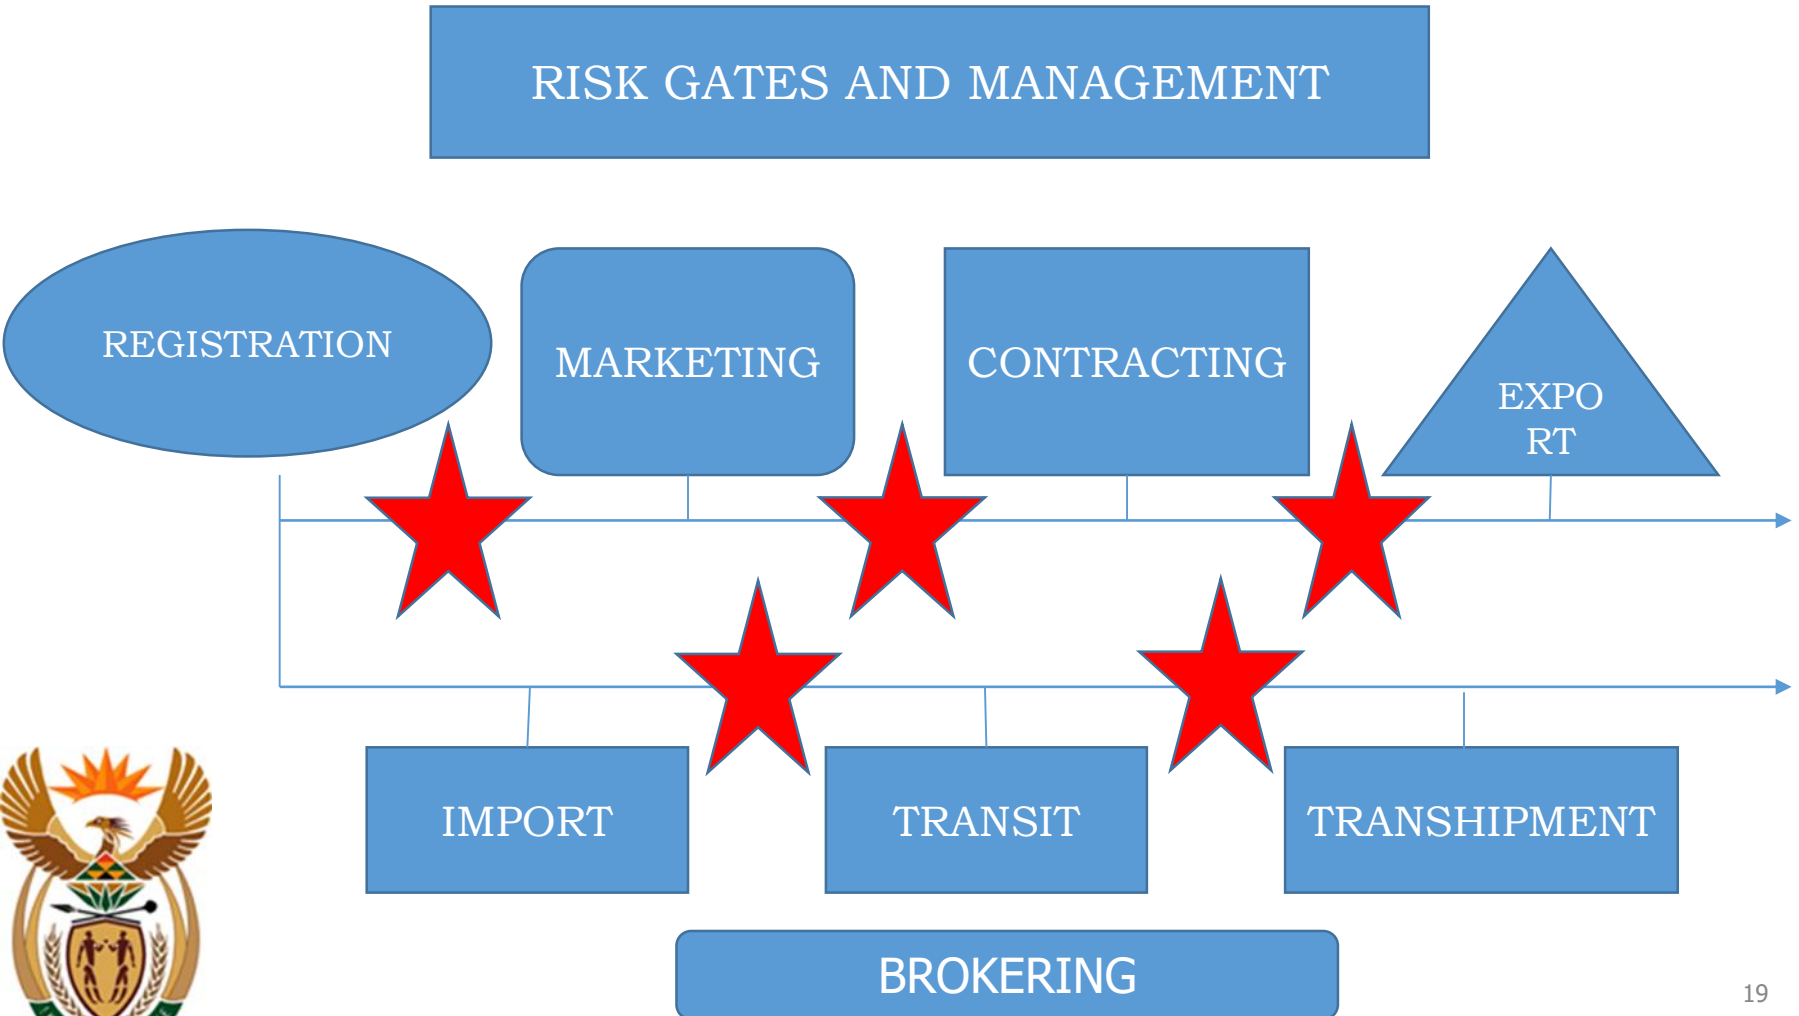 RISK GATES AND MANAGEMENT
REGISTRATION
MARKETING
CONTRACTING
EXPO
RT
IMPORT
TRANSIT
TRANSHIPMENT
BROKERING
19